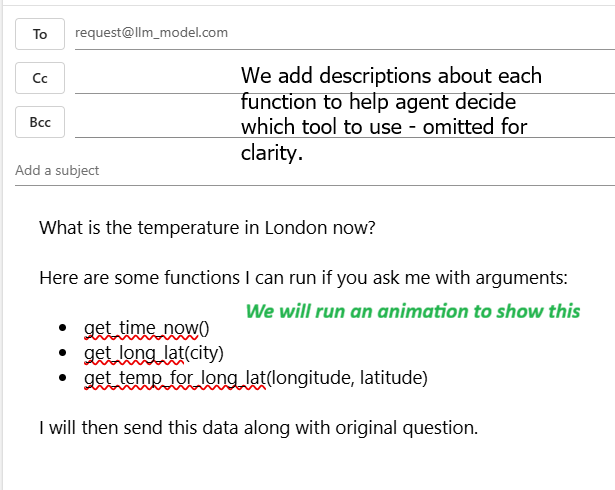 To
request@llm_model.com
Cc
We add descriptions about each
function to help agent decide
Bcc
which tool to use - omitted for
clarity.
Add a subject
What is the temperature in London now?
Here are some functions I can run if you ask me with arguments:
We will run an animation to show this
• get_time_now()
• get_long_lat(city)
• get_temp_for_long_lat(longitude, latitude)
I will then send this data along with original question.